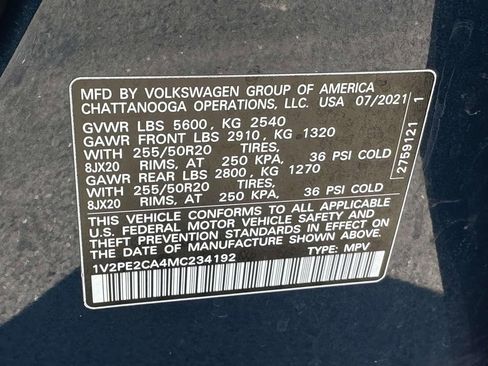 MFD BY VOLKSWAGEN GROUP OF AMERICA
CHATTANOOGA OPERATIONS, LLC. USA 07/2021
GVWR LBS 5600, KG 2540
GAWR FRONT LBS 2910, KG 1320
WITH 255/50R20 TIRES,
8JX20 RIMS, AT 250 KPA, 36 PSI COLD
GAWR REAR LBS 2800, KG 1270
WITH 255/50R20 TIRES,
8JX20 RIMS, AT 250 KPA, 36 PSI COLD
THIS VEHICLE CONFORMS TO ALL APPLICABLE
U.S. FEDERAL MOTOR VEHICLE SAFETY AND
THEFT PREVENTION STANDARDS IN EFFECT ON
THE DATE OF MANUFACTURE SHOWN ABOVE.
1V2PE2CA4MC234192 TYPE: MPV
2759121 1